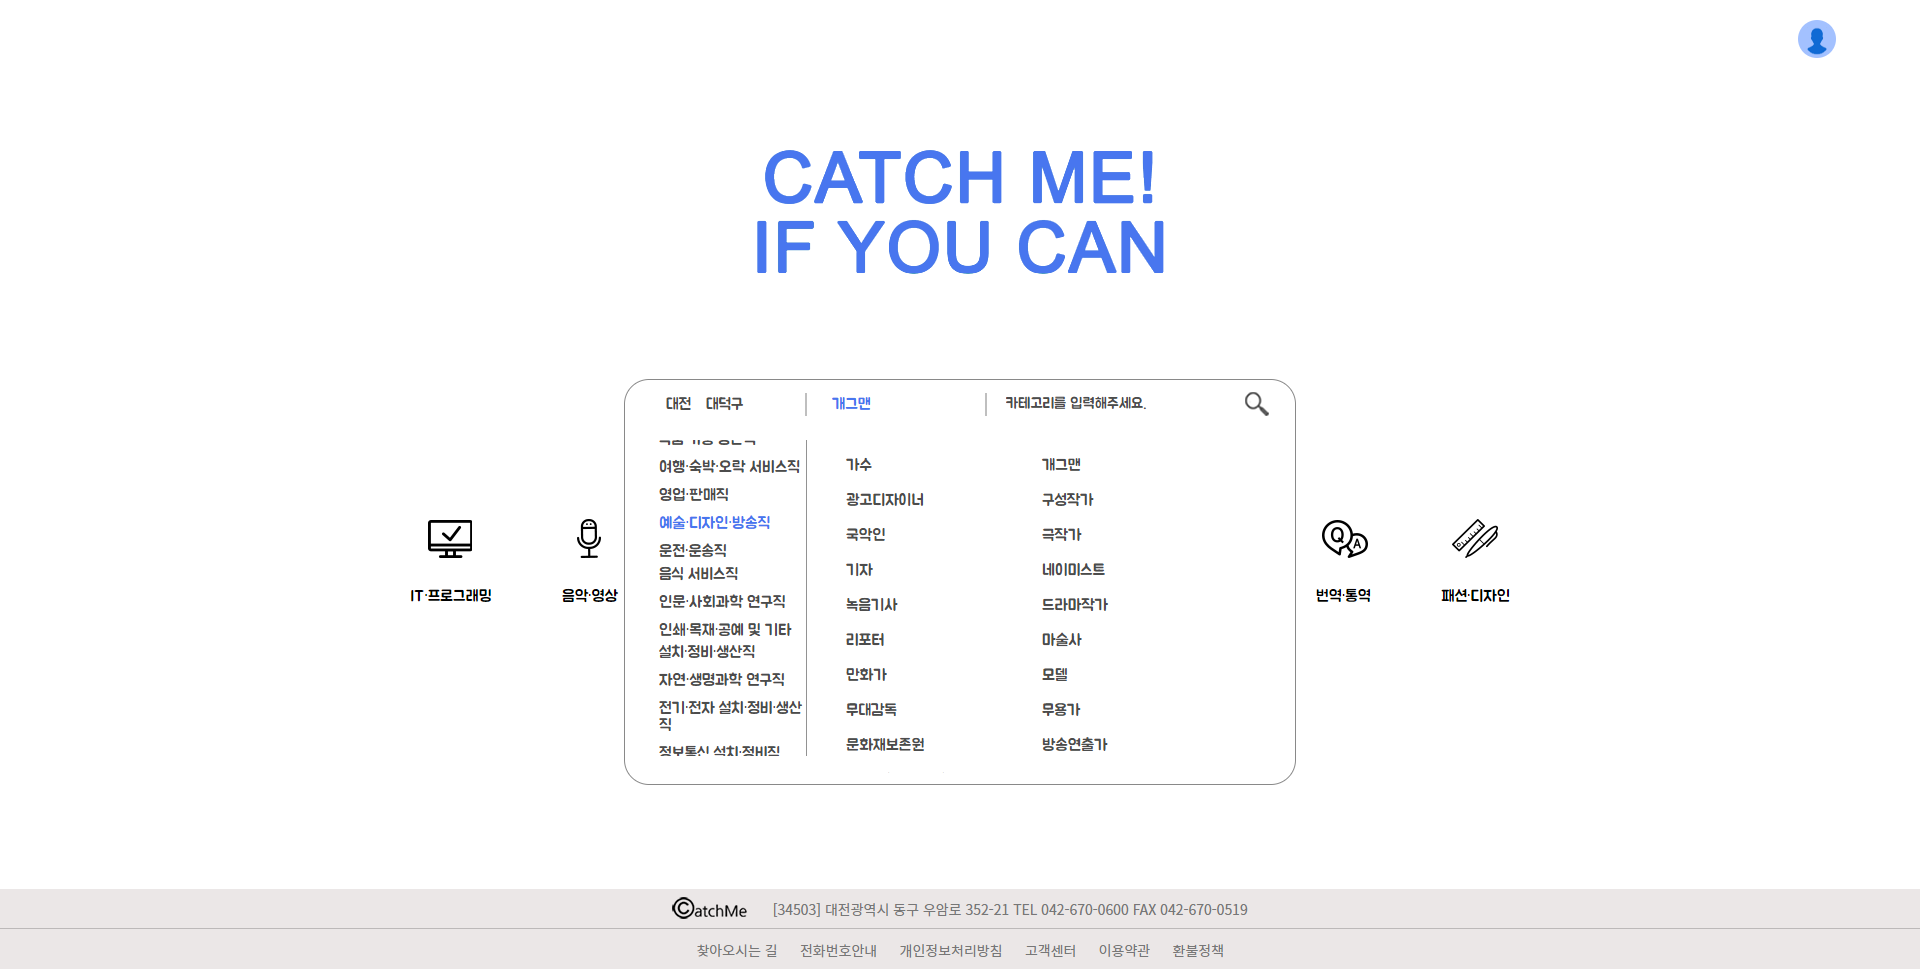 CATCH ME!
IF YOU CAN
대전 대덕구
개그맨
카테고리를 입력해주세요.
여행·숙박·오락 서비스직
영업·판매직
예술·디자인·방송직
운전·운송직
음식 서비스직
인문·사회과학 연구직
인쇄·목재·공예 및 기타
설치·정비·생산직
자연·생명과학 연구직
전기·전자 설치·정비·생산
직
정보통신 설치·정비직
가수 개그맨
광고디자이너 구성작가
국악인 극작가
기자 네이미스트
녹음기사 드라마작가
리포터 마술사
만화가 모델
무대감독 무용가
문화재보존원 방송연출가
IT·프로그래밍
음악·영상
번역·통역
패션·디자인
CatchMe [34503] 대전광역시 동구 우암로 352-21 TEL 042-670-0600 FAX 042-670-0519
찾아오시는 길 전화번호안내 개인정보처리방침 고객센터 이용약관 환불정책